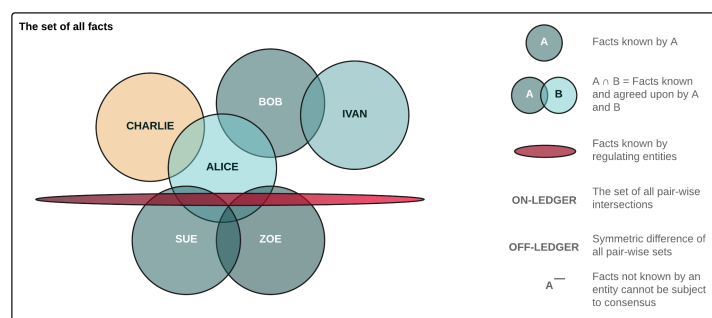 The set of all facts
CHARLIE
BOB
IVAN
ALICE
SUE
ZOE
A
Facts known by A
A
B
A ∩ B = Facts known
and agreed upon by A
and B
Facts known by
regulating entities
ON-LEDGER
The set of all pair-wise
intersections
OFF-LEDGER
Symmetric difference of
all pair-wise sets
A
Facts not known by an
entity cannot be subject
to consensus